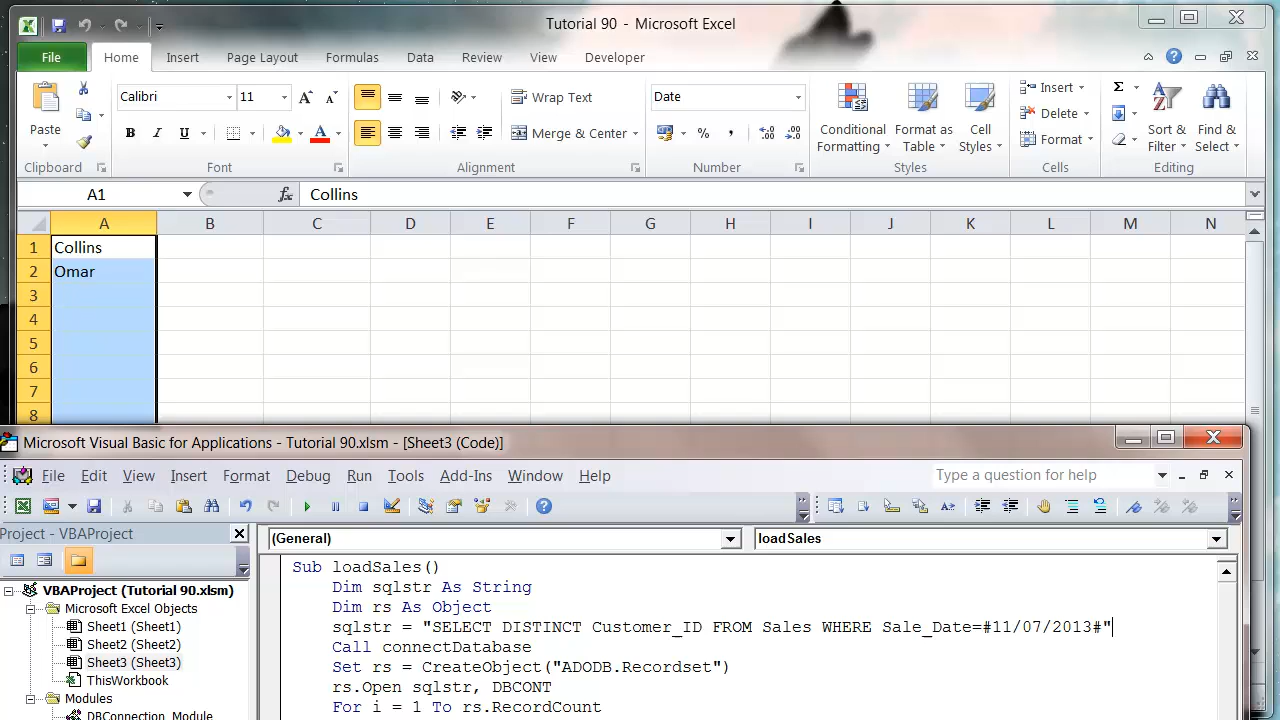 Tutorial 90 - Microsoft Excel
File Home Insert Page Layout Formulas Data Review View Developer
Calibri 11 Wrap Text Date Insert Σ
Paste Delete
B I U A Merge & Center % , Conditional Formatting Format as Table Cell Styles Format Sort & Filter Find & Select
Clipboard Font Alignment Number Styles Cells Editing
A1 fx Collins
A B C D E F G H I J K L M N
1 Collins
2 Omar
3
4
5
6
7
8
Microsoft Visual Basic for Applications - Tutorial 90.xlsm - [Sheet3 (Code)]
File Edit View Insert Format Debug Run Tools Add-Ins Window Help Type a question for help
Project - VBAProject
(General) loadSales
VBAProject (Tutorial 90.xlsm)
Microsoft Excel Objects
Sheet1 (Sheet1)
Sheet2 (Sheet2)
Sheet3 (Sheet3)
ThisWorkbook
Modules
DBConnection_Module
Sub loadSales()
Dim sqlstr As String
Dim rs As Object
sqlstr = "SELECT DISTINCT Customer_ID FROM Sales WHERE Sale_Date=#11/07/2013#"
Call connectDatabase
Set rs = CreateObject("ADODB.Recordset")
rs.Open sqlstr, DBCONT
For i = 1 To rs.RecordCount